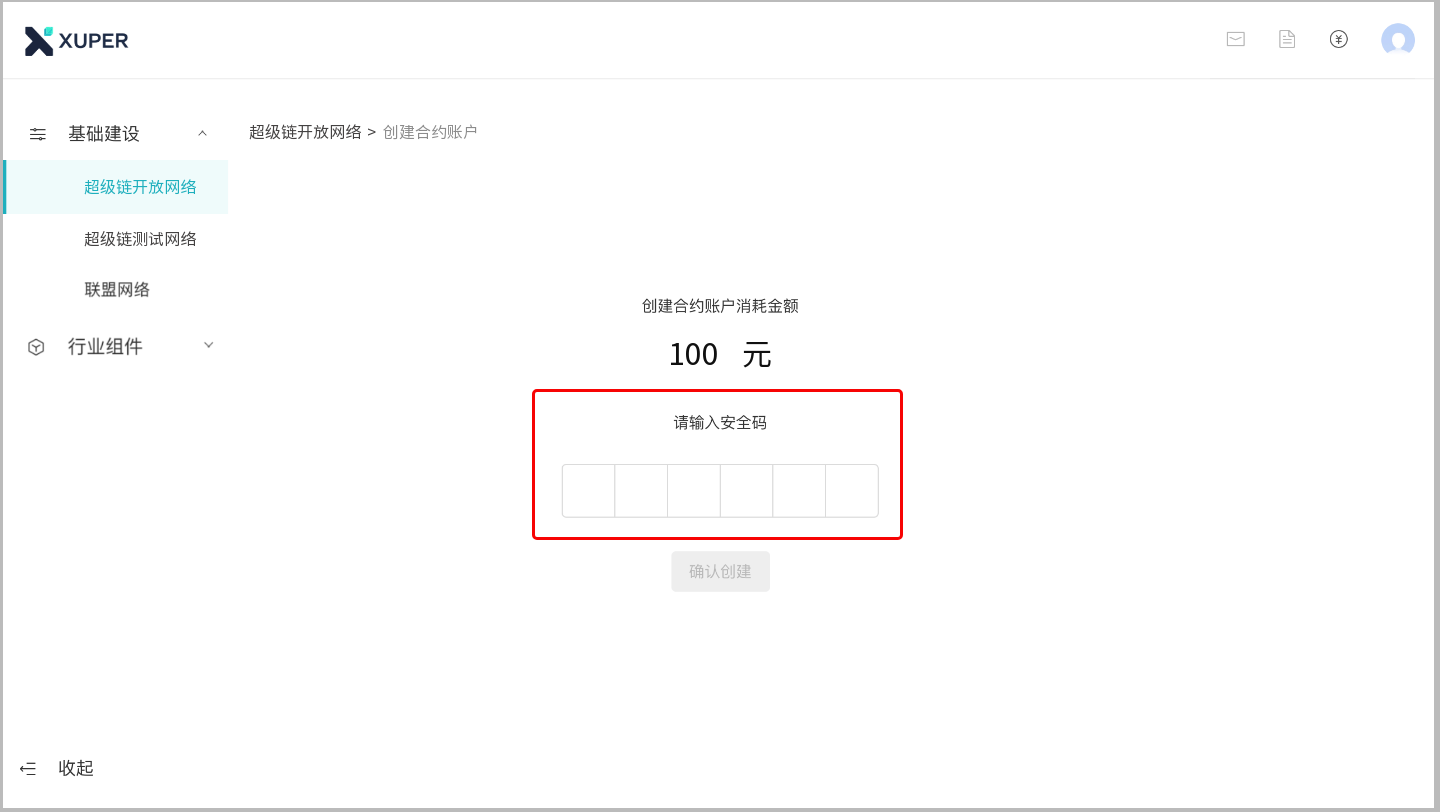 XUPER
基础建设
超级链开放网络
超级链测试网络
联盟网络
行业组件
收起
超级链开放网络 > 创建合约账户
创建合约账户消耗金额
100 元
请输入安全码
确认创建